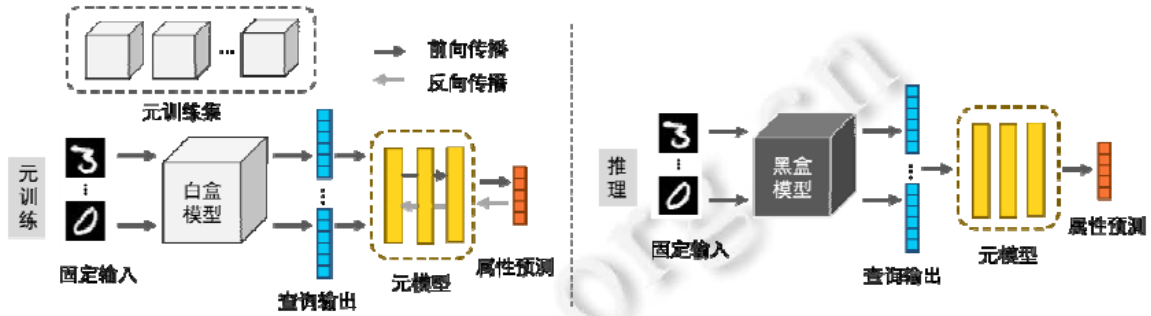 元训练集
前向传播
反向传播
元训练
白盒
模型
固定输入
查询输出
元模型
属性预测
推理
黑盒
模型
固定输入
查询输出
元模型
属性预测